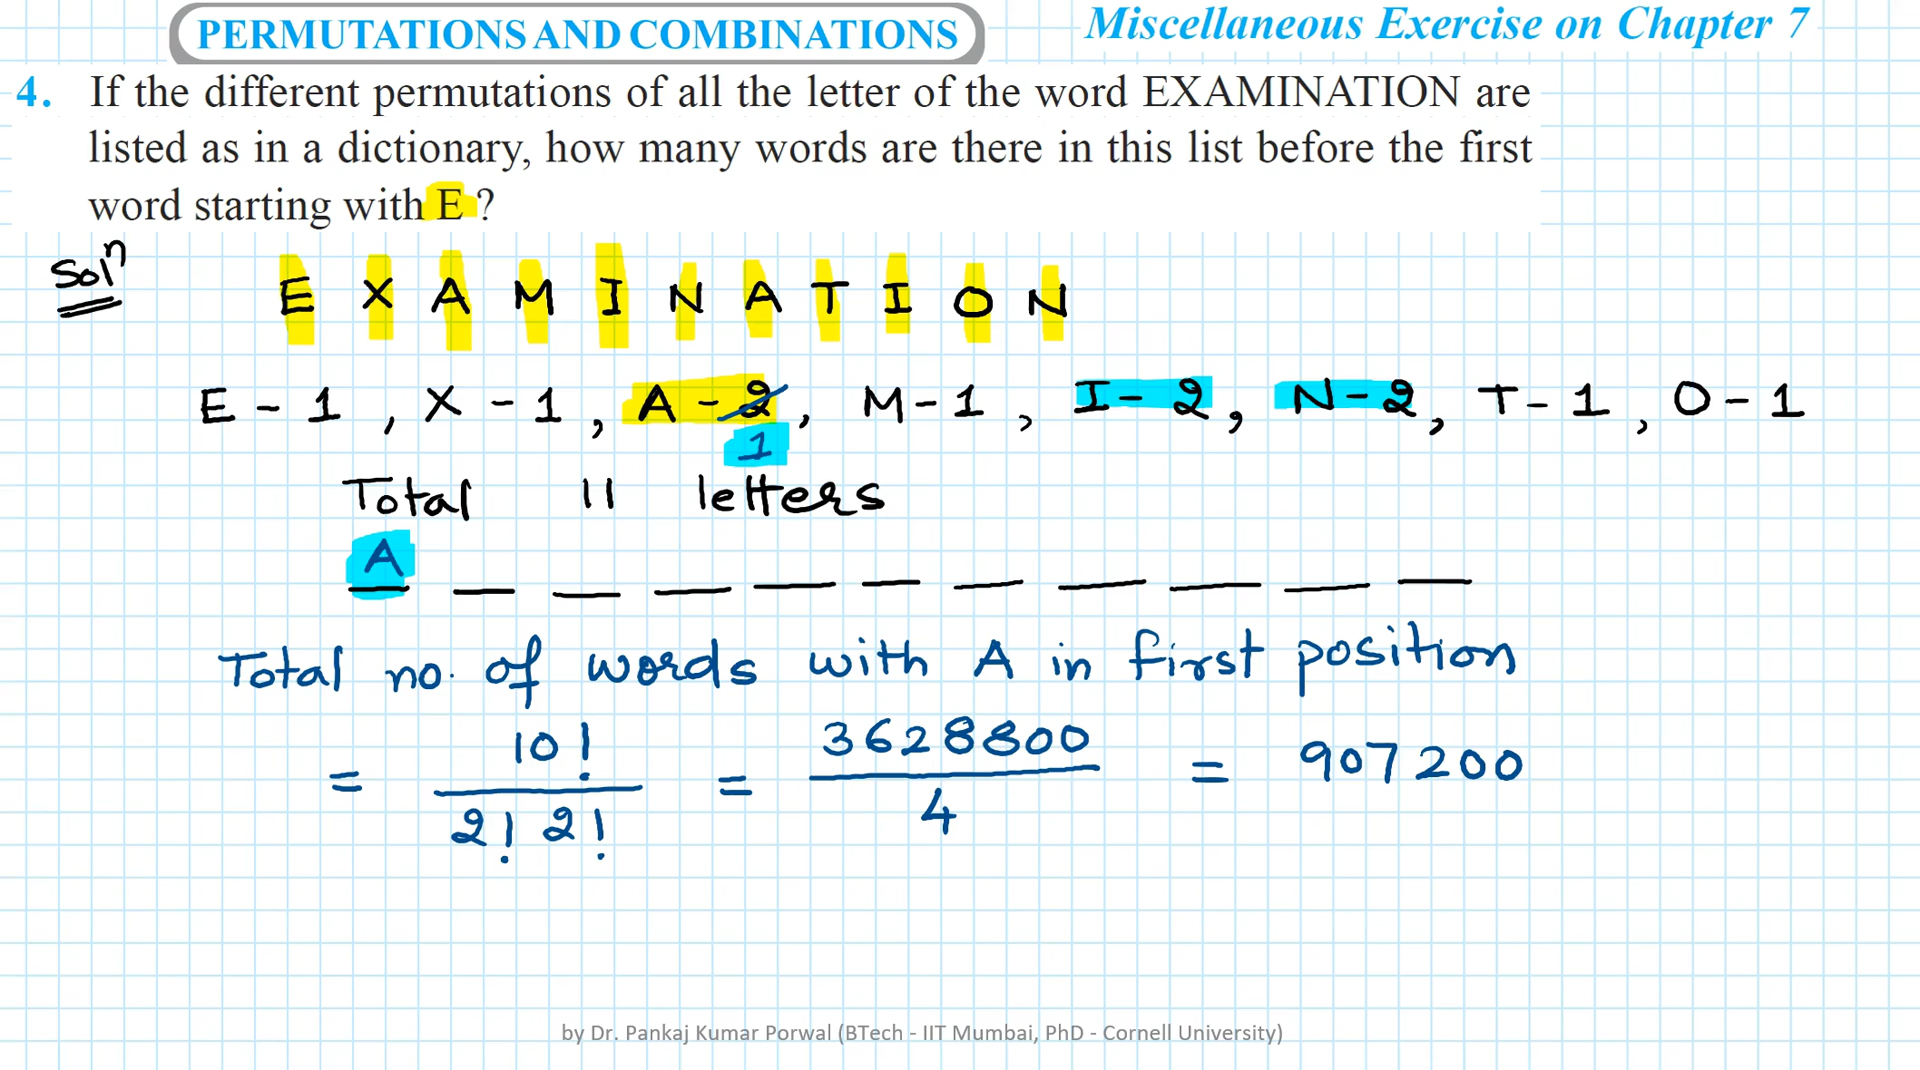 PERMUTATIONS AND COMBINATIONS
Miscellaneous Exercise on Chapter 7
4. If the different permutations of all the letter of the word EXAMINATION are
listed as in a dictionary, how many words are there in this list before the first
word starting with E ?
Solⁿ
E X A M I N A T I O N
E - 1 , X - 1 , A - 2 , M - 1 , I - 2 , N - 2 , T - 1 , O - 1
1
Total 11 letters
A
Total no. of words with A in first position
= 10! / 2! 2! = 3628800 / 4 = 907200
by Dr. Pankaj Kumar Porwal (BTech - IIT Mumbai, PhD - Cornell University)